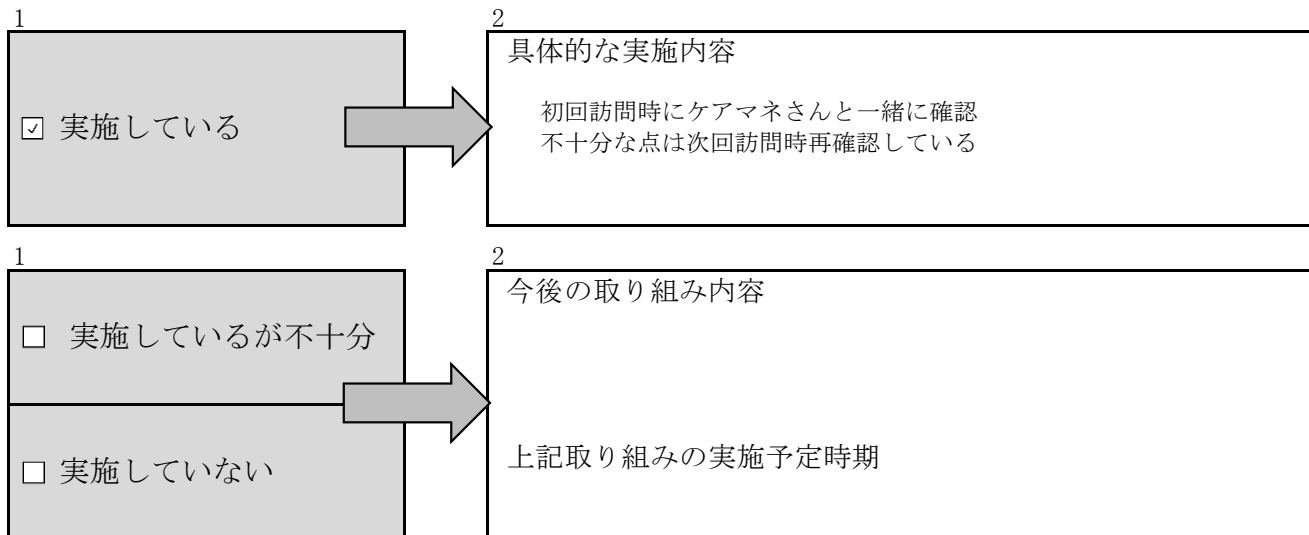 1
2
☑ 実施している
具体的な実施内容
初回訪問時にケアマネさんと一緒に確認
不十分な点は次回訪問時再確認している
1
2
□ 実施しているが不十分
今後の取り組み内容
□ 実施していない
上記取り組みの実施予定時期